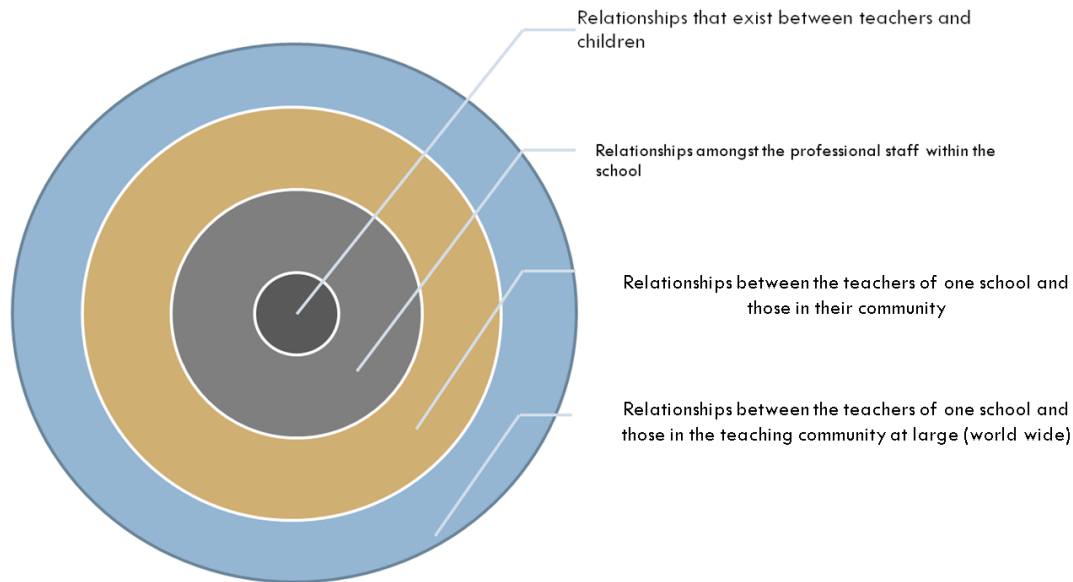 Relationships that exist between teachers and
children
Relationships amongst the professional staff within the
school
Relationships between the teachers of one school and
those in their community
Relationships between the teachers of one school and
those in the teaching community at large (world wide)